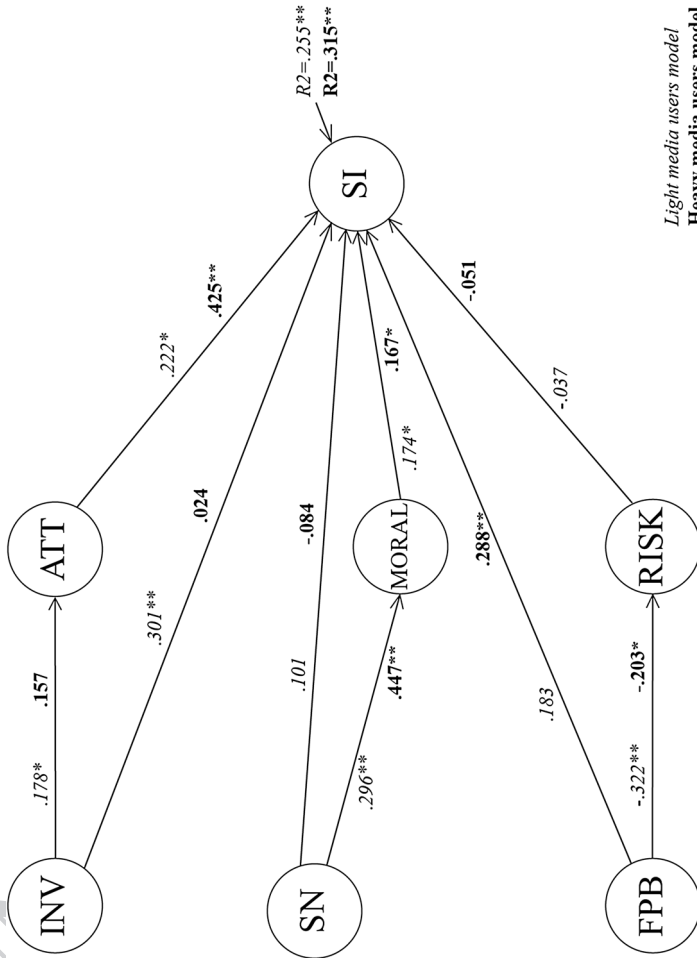 INV
SN
FPB
.178*
.157
.301**
.024
.101
-.084
.296**
.447**
.183
.288**
-.322**
-.203*
ATT
MORAL
RISK
.222*
.425**
.174*
.167*
-.037
-.051
SI
R2=.255**
R2=.315**
Light media users model
Heavy media users model